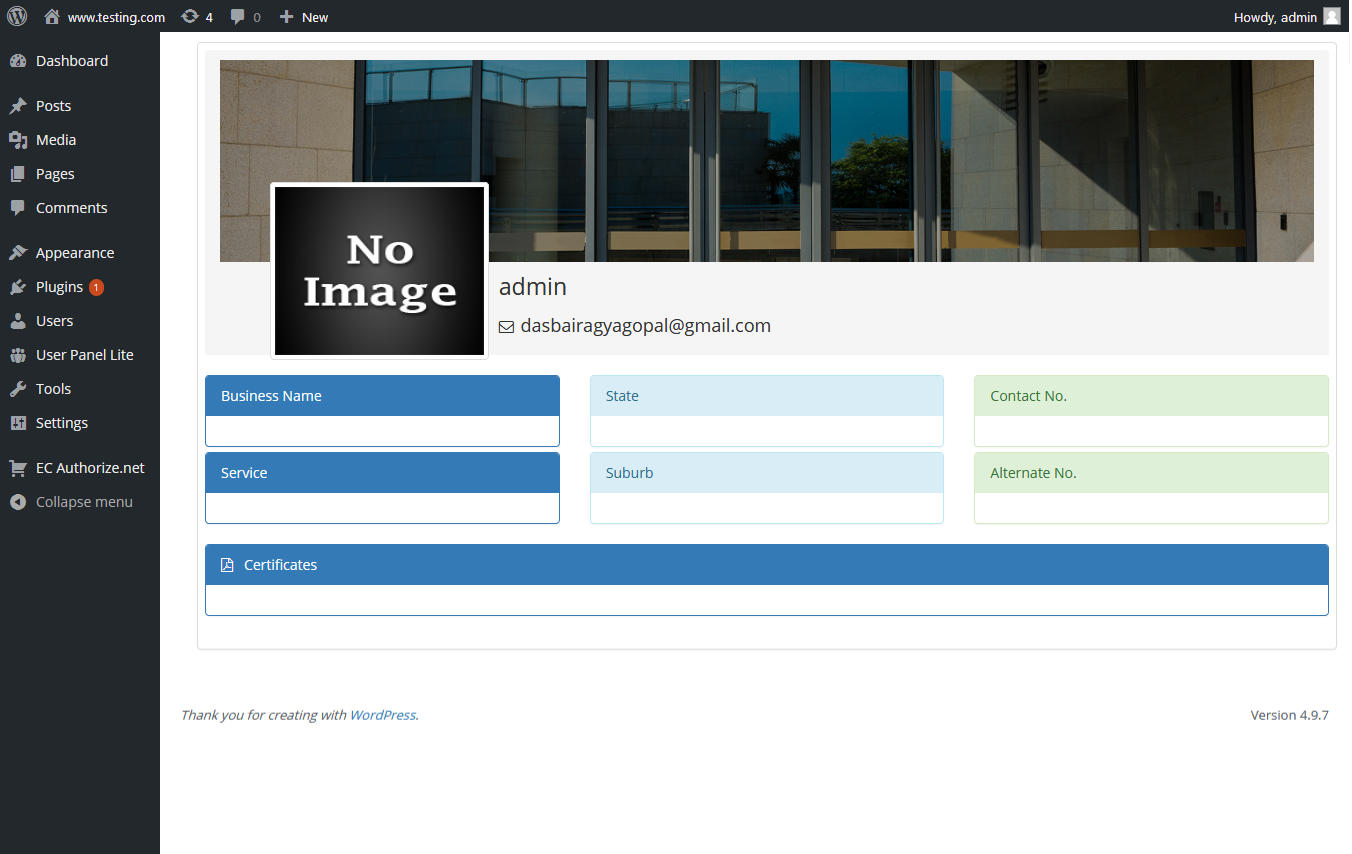 www.testing.com 4 0 New Howdy, admin
Dashboard
Posts
Media
Pages
Comments
Appearance
Plugins 1
Users
User Panel Lite
Tools
Settings
EC Authorize.net
Collapse menu
No
Image
admin
dasbairagyagopal@gmail.com
Business Name State Contact No.
Service Suburb Alternate No.
Certificates
Thank you for creating with WordPress. Version 4.9.7